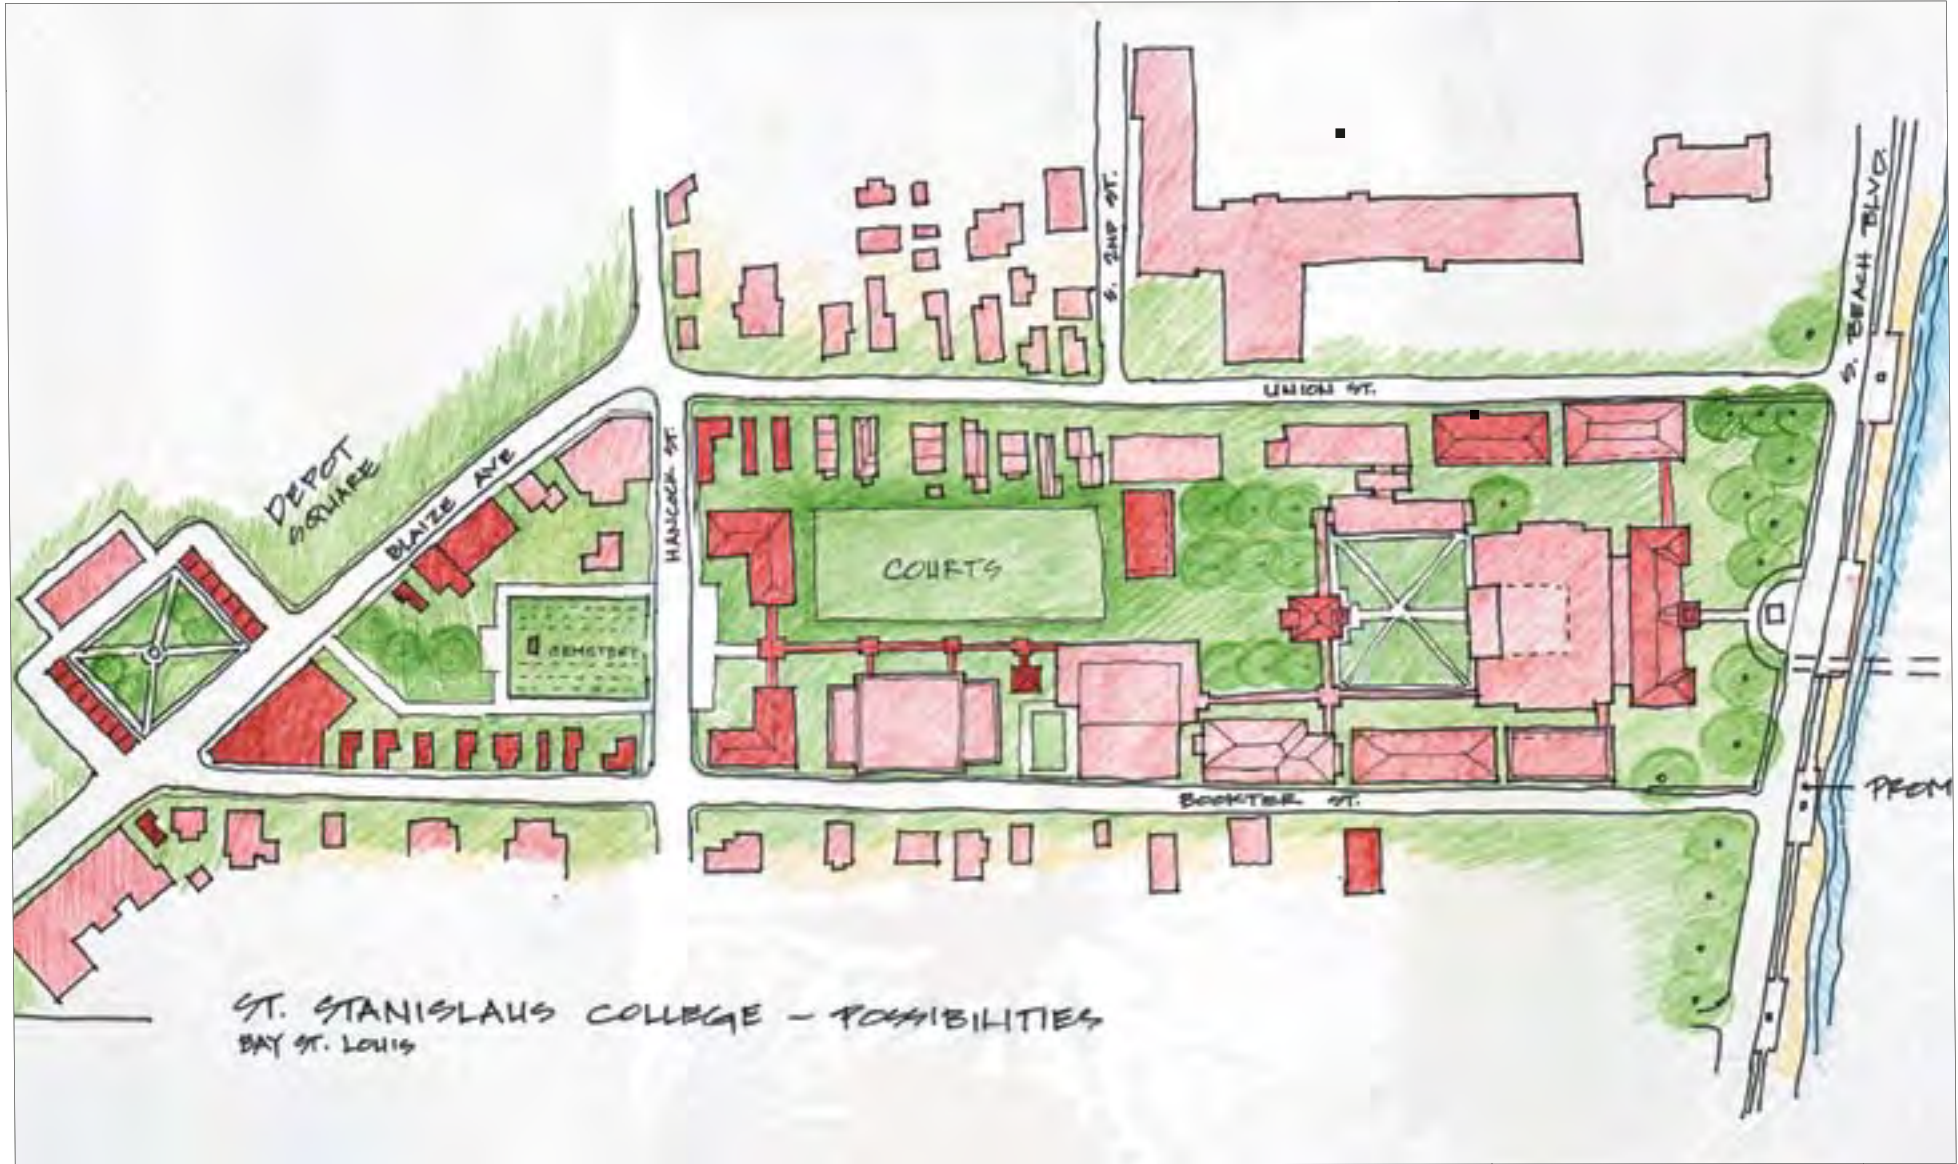 S. 2ND ST.
S. BEACH BLVD.
UNION ST.
DEPOT
SQUARE
BLAIZE AVE
HANCOCK ST.
COURTS
CEMETERY
PROM
BOOKTER ST.
ST. STANISLAUS COLLEGE – POSSIBILITIES
BAY ST. LOUIS